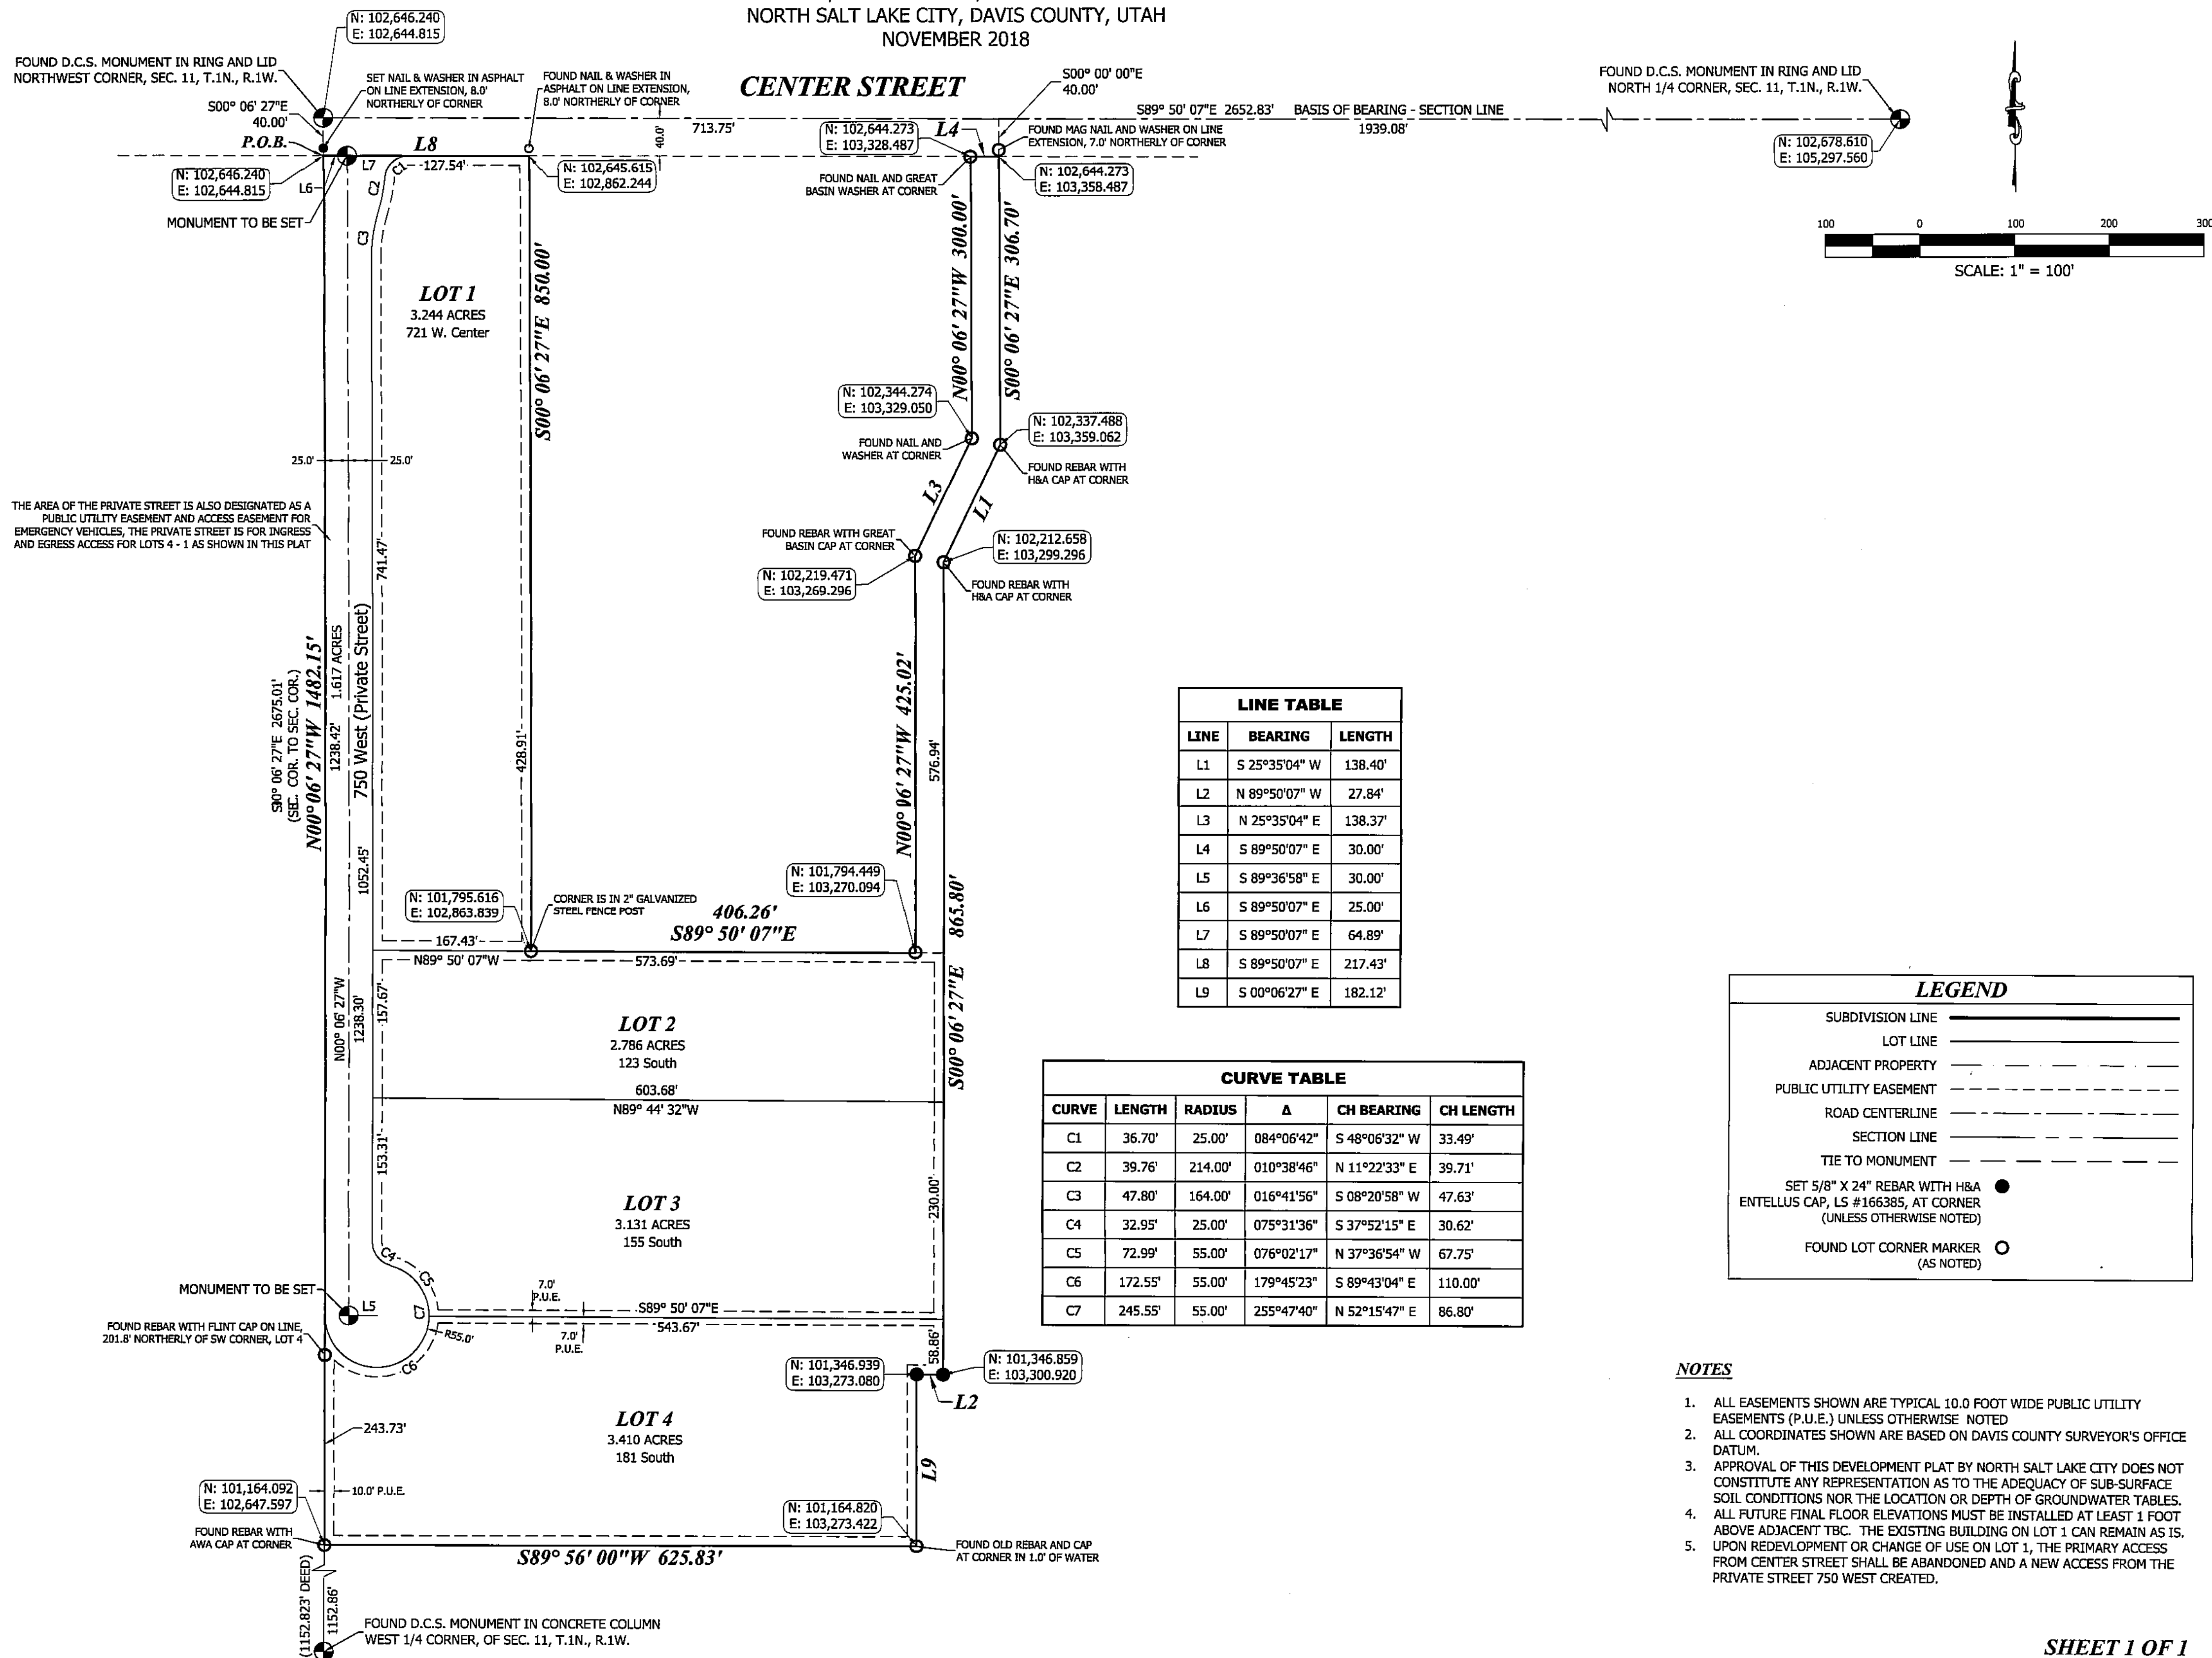 NORTH SALT LAKE CITY, DAVIS COUNTY, UTAH
NOVEMBER 2018
N: 102,646.240
E: 102,644.815
FOUND D.C.S. MONUMENT IN RING AND LID
NORTHWEST CORNER, SEC. 11, T.1N., R.1W.
SET NAIL & WASHER IN ASPHALT
ON LINE EXTENSION, 8.0'
NORTHERLY OF CORNER
FOUND NAIL & WASHER IN
ASPHALT ON LINE EXTENSION,
8.0' NORTHERLY OF CORNER
CENTER STREET
S00° 00' 00"E
40.00'
FOUND D.C.S. MONUMENT IN RING AND LID
NORTH 1/4 CORNER, SEC. 11, T.1N., R.1W.
S00° 06' 27"E
40.00'
S89° 50' 07"E 2652.83' BASIS OF BEARING - SECTION LINE
713.75'
1939.08'
40.0'
P.O.B.
L8
L7
L6
C1
C2
C3
127.54'
N: 102,644.273
E: 103,328.487
L4
FOUND MAG NAIL AND WASHER ON LINE
EXTENSION, 7.0' NORTHERLY OF CORNER
N: 102,678.610
E: 105,297.560
N: 102,646.240
E: 102,644.815
N: 102,645.615
E: 102,862.244
FOUND NAIL AND GREAT
BASIN WASHER AT CORNER
N: 102,644.273
E: 103,358.487
MONUMENT TO BE SET
100 0 100 200 300
SCALE: 1" = 100'
LOT 1
3.244 ACRES
721 W. Center
S00° 06' 27"E 850.00'
N00° 06' 27"W 300.00'
S00° 06' 27"E 306.70'
N: 102,344.274
E: 103,329.050
N: 102,337.488
E: 103,359.062
FOUND NAIL AND
WASHER AT CORNER
FOUND REBAR WITH
H&A CAP AT CORNER
25.0'
25.0'
L3
L1
THE AREA OF THE PRIVATE STREET IS ALSO DESIGNATED AS A
PUBLIC UTILITY EASEMENT AND ACCESS EASEMENT FOR
EMERGENCY VEHICLES, THE PRIVATE STREET IS FOR INGRESS
AND EGRESS ACCESS FOR LOTS 4 - 1 AS SHOWN IN THIS PLAT
FOUND REBAR WITH GREAT
BASIN CAP AT CORNER
N: 102,212.658
E: 103,299.296
N: 102,219.471
E: 103,269.296
FOUND REBAR WITH
H&A CAP AT CORNER
741.47'
S00° 06' 27"E 2675.01'
(SEC. COR. TO SEC. COR.)
N00°06' 27"W 1482.15'
1238.42' 1.617 ACRES
750 West (Private Street)
1052.45'
428.91'
N00° 06' 27"W 425.02'
576.94'
LINE TABLE
LINE BEARING LENGTH
L1 S 25°35'04" W 138.40'
L2 N 89°50'07" W 27.84'
L3 N 25°35'04" E 138.37'
L4 S 89°50'07" E 30.00'
L5 S 89°36'58" E 30.00'
L6 S 89°50'07" E 25.00'
L7 S 89°50'07" E 64.89'
L8 S 89°50'07" E 217.43'
L9 S 00°06'27" E 182.12'
N: 101,794.449
E: 103,270.094
N: 101,795.616
E: 102,863.839
CORNER IS IN 2" GALVANIZED
STEEL FENCE POST
406.26'
S89° 50' 07"E
167.43'
N89° 50' 07"W
573.69'
S00° 06' 27"E 865.80'
N00° 06' 27"W
1238.30'
157.67'
LOT 2
2.786 ACRES
123 South
603.68'
N89° 44' 32"W
153.31'
LOT 3
3.131 ACRES
155 South
230.00'
LEGEND
SUBDIVISION LINE
LOT LINE
ADJACENT PROPERTY
PUBLIC UTILITY EASEMENT
ROAD CENTERLINE
SECTION LINE
TIE TO MONUMENT
SET 5/8" X 24" REBAR WITH H&A
ENTELLUS CAP, LS #166385, AT CORNER
(UNLESS OTHERWISE NOTED)
FOUND LOT CORNER MARKER
(AS NOTED)
CURVE TABLE
CURVE LENGTH RADIUS Δ CH BEARING CH LENGTH
C1 36.70' 25.00' 084°06'42" S 48°06'32" W 33.49'
C2 39.76' 214.00' 010°38'46" N 11°22'33" E 39.71'
C3 47.80' 164.00' 016°41'56" S 08°20'58" W 47.63'
C4 32.95' 25.00' 075°31'36" S 37°52'15" E 30.62'
C5 72.99' 55.00' 076°02'17" N 37°36'54" W 67.75'
C6 172.55' 55.00' 179°45'23" S 89°43'04" E 110.00'
C7 245.55' 55.00' 255°47'40" N 52°15'47" E 86.80'
C4
C5
MONUMENT TO BE SET
L5
C7
7.0'
P.U.E.
S89° 50' 07"E
543.67'
7.0'
P.U.E.
FOUND REBAR WITH FLINT CAP ON LINE,
201.8' NORTHERLY OF SW CORNER, LOT 4
R55.0'
C6
58.86'
N: 101,346.939
E: 103,273.080
N: 101,346.859
E: 103,300.920
L2
LOT 4
3.410 ACRES
181 South
243.73'
L9
N: 101,164.092
E: 102,647.597
10.0' P.U.E.
N: 101,164.820
E: 103,273.422
FOUND REBAR WITH
AWA CAP AT CORNER
S89° 56' 00"W 625.83'
FOUND OLD REBAR AND CAP
AT CORNER IN 1.0' OF WATER
(1152.823' DEED)
1152.86'
FOUND D.C.S. MONUMENT IN CONCRETE COLUMN
WEST 1/4 CORNER, OF SEC. 11, T.1N., R.1W.
NOTES
1. ALL EASEMENTS SHOWN ARE TYPICAL 10.0 FOOT WIDE PUBLIC UTILITY
EASEMENTS (P.U.E.) UNLESS OTHERWISE NOTED
2. ALL COORDINATES SHOWN ARE BASED ON DAVIS COUNTY SURVEYOR'S OFFICE
DATUM.
3. APPROVAL OF THIS DEVELOPMENT PLAT BY NORTH SALT LAKE CITY DOES NOT
CONSTITUTE ANY REPRESENTATION AS TO THE ADEQUACY OF SUB-SURFACE
SOIL CONDITIONS NOR THE LOCATION OR DEPTH OF GROUNDWATER TABLES.
4. ALL FUTURE FINAL FLOOR ELEVATIONS MUST BE INSTALLED AT LEAST 1 FOOT
ABOVE ADJACENT TBC. THE EXISTING BUILDING ON LOT 1 CAN REMAIN AS IS.
5. UPON REDEVLOPMENT OR CHANGE OF USE ON LOT 1, THE PRIMARY ACCESS
FROM CENTER STREET SHALL BE ABANDONED AND A NEW ACCESS FROM THE
PRIVATE STREET 750 WEST CREATED.
SHEET 1 OF 1